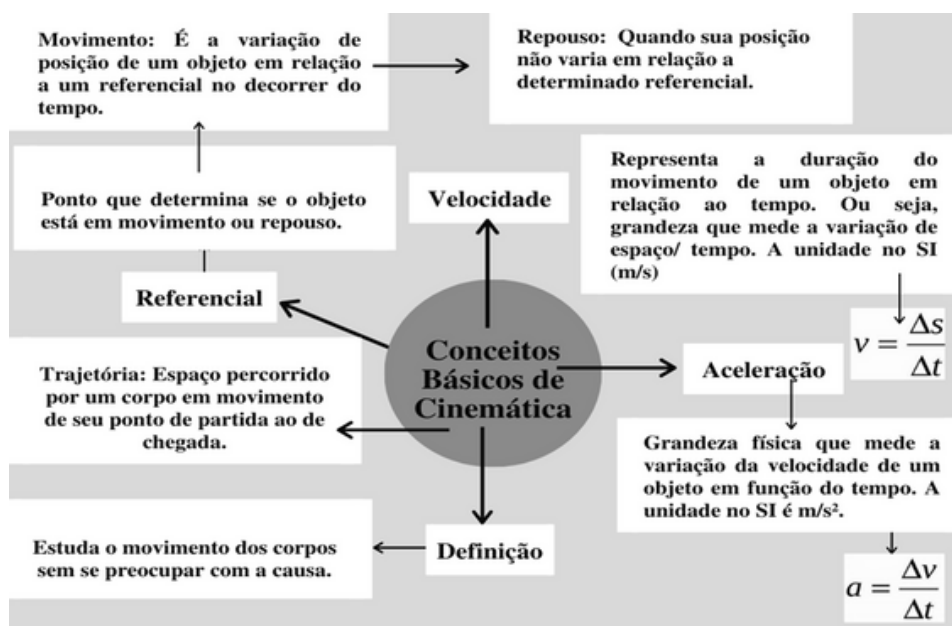 Movimento: É a variação de
posição de um objeto em relação
a um referencial no decorrer do
tempo.
Repouso: Quando sua posição
não varia em relação a
determinado referencial.
Ponto que determina se o objeto
está em movimento ou repouso.
Referencial
Velocidade
Representa a duração do
movimento de um objeto em
relação ao tempo. Ou seja,
grandeza que mede a variação de
espaço/ tempo. A unidade no SI
(m/s)
v = Δs/Δt
Conceitos
Básicos de
Cinemática
Trajetória: Espaço percorrido
por um corpo em movimento
de seu ponto de partida ao de
chegada.
Aceleração
Grandeza física que mede a
variação da velocidade de um
objeto em função do tempo. A
unidade no SI é m/s².
a = Δv/Δt
Definição
Estuda o movimento dos corpos
sem se preocupar com a causa.